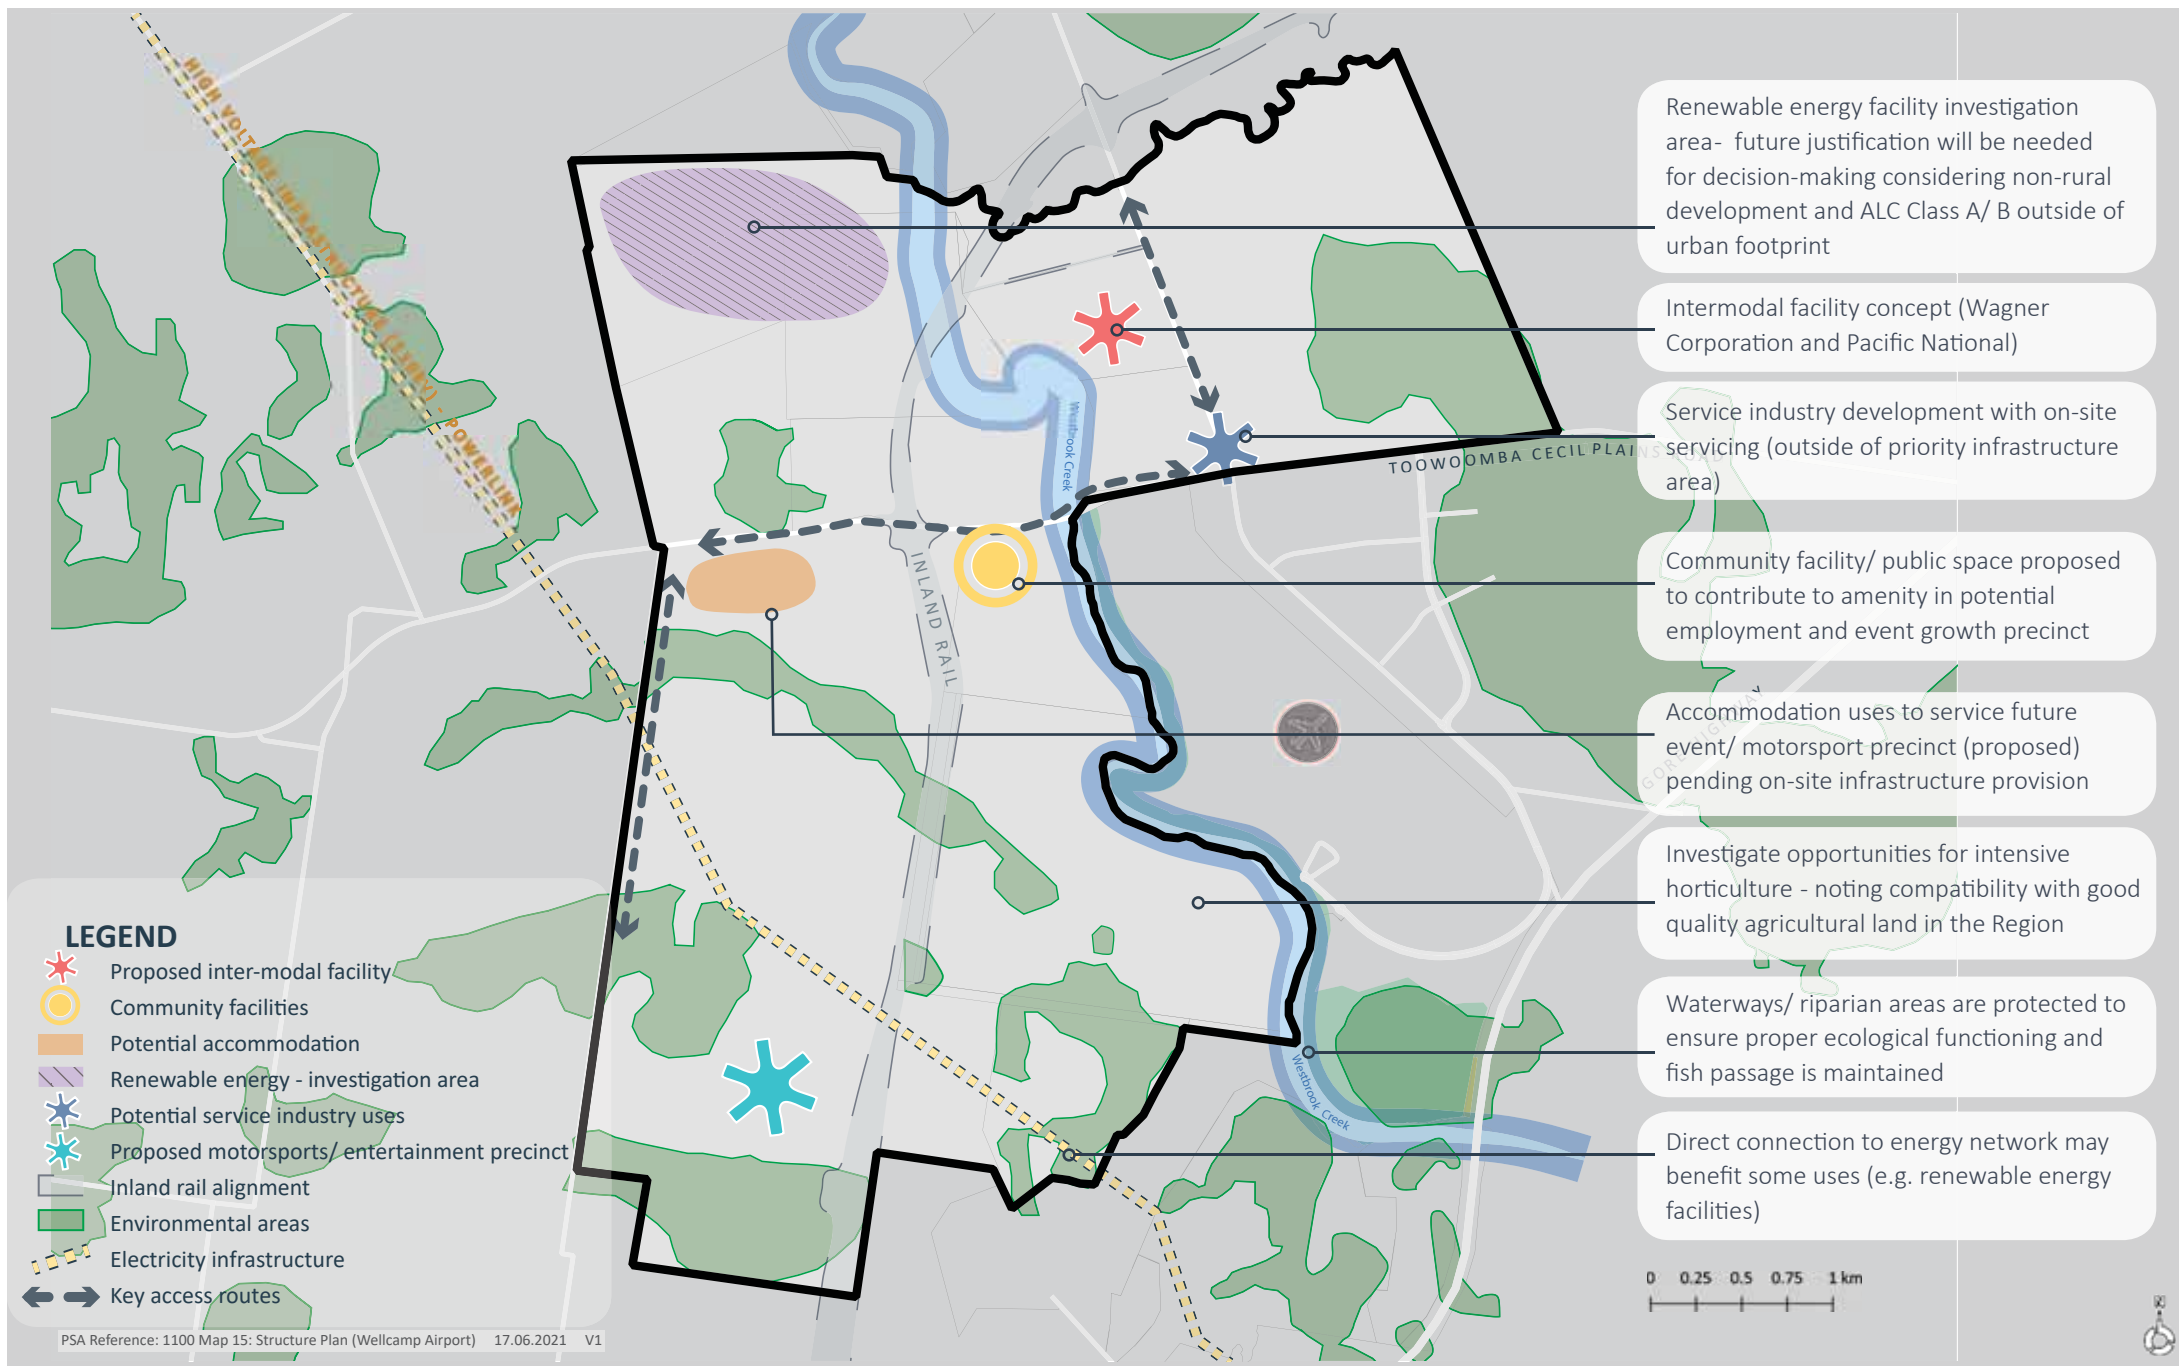 HIGH VOLTAGE INFRASTRUCTURE
- POWERLINK
Renewable energy facility investigation
area- future justification will be needed
for decision-making considering non-rural
development and ALC Class A/ B outside of
urban footprint
Intermodal facility concept (Wagner
Corporation and Pacific National)
Service industry development with on-site
servicing (outside of priority infrastructure
area)
TOOWOOMBA CECIL PLAINS ROAD
Westbrook Creek
INLAND RAIL
Community facility/ public space proposed
to contribute to amenity in potential
employment and event growth precinct
GORE HIGHWAY
Accommodation uses to service future
event/ motorsport precinct (proposed)
pending on-site infrastructure provision
Investigate opportunities for intensive
horticulture - noting compatibility with good
quality agricultural land in the Region
Waterways/ riparian areas are protected to
ensure proper ecological functioning and
fish passage is maintained
Westbrook Creek
Direct connection to energy network may
benefit some uses (e.g. renewable energy
facilities)
LEGEND
Proposed inter-modal facility
Community facilities
Potential accommodation
Renewable energy - investigation area
Potential service industry uses
Proposed motorsports/ entertainment precinct
Inland rail alignment
Environmental areas
Electricity infrastructure
Key access routes
0 0.25 0.5 0.75 1 km
PSA Reference: 1100 Map 15: Structure Plan (Wellcamp Airport) 17.06.2021 V1